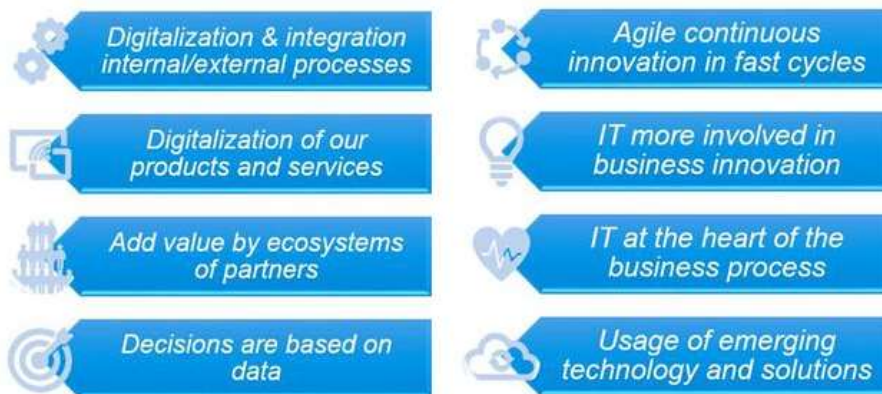 Digitalization & integration
internal/external processes
Digitalization of our
products and services
Add value by ecosystems
of partners
Decisions are based on
data
Agile continuous
innovation in fast cycles
IT more involved in
business innovation
IT at the heart of the
business process
Usage of emerging
technology and solutions